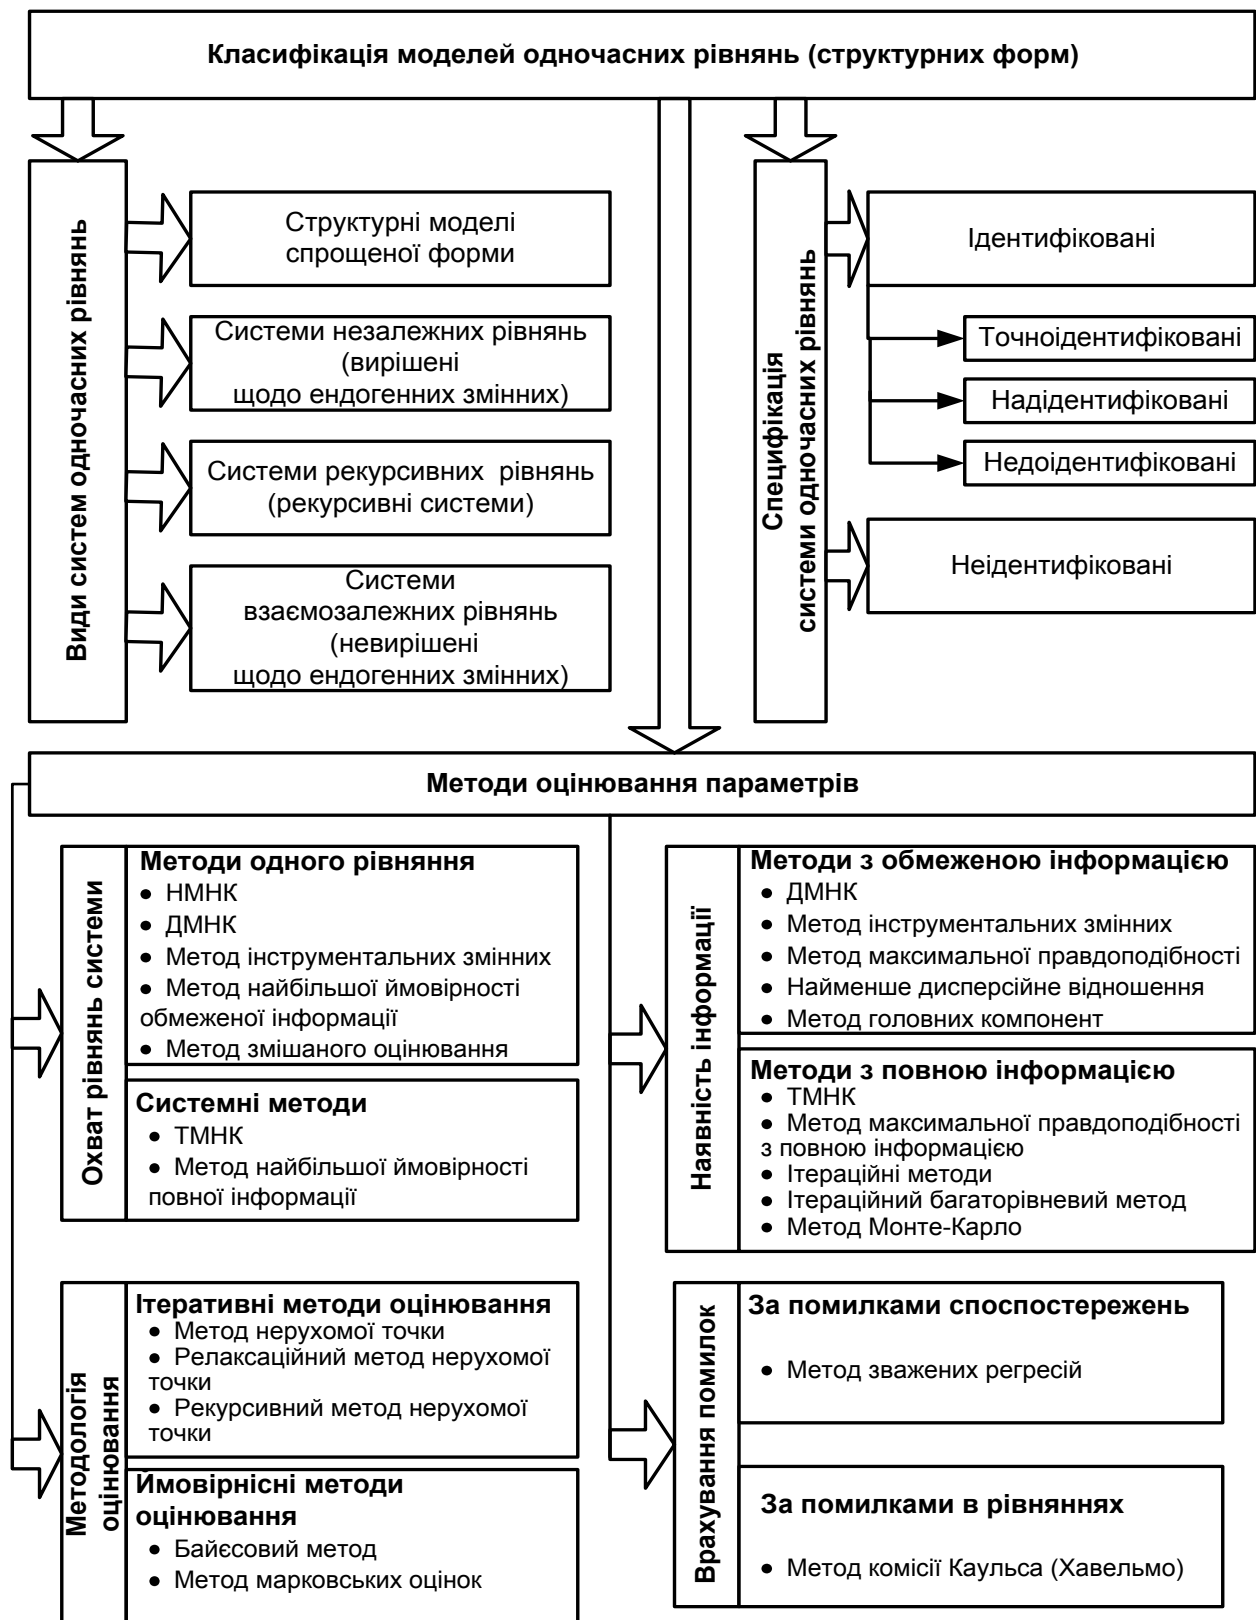 Класифікація моделей одночасних рівнянь (структурних форм)
Види систем одночасних рівнянь
Структурні моделі
спрощеної форми
Системи незалежних рівнянь
(вирішені
щодо ендогенних змінних)
Системи рекурсивних рівнянь
(рекурсивні системи)
Системи
взаємозалежних рівнянь
(невирішені
щодо ендогенних змінних)
Специфікація
системи одночасних рівнянь
Ідентифіковані
Точноідентифіковані
Надідентифіковані
Недоідентифіковані
Неідентифіковані
Методи оцінювання параметрів
Охват рівнянь системи
Методи одного рівняння
• НМНК
• ДМНК
• Метод інструментальних змінних
• Метод найбільшої ймовірності
обмеженої інформації
• Метод змішаного оцінювання
Системні методи
• ТМНК
• Метод найбільшої ймовірності
повної інформації
Наявність інформації
Методи з обмеженою інформацією
• ДМНК
• Метод інструментальних змінних
• Метод максимальної правдоподібності
• Найменше дисперсійне відношення
• Метод головних компонент
Методи з повною інформацією
• ТМНК
• Метод максимальної правдоподібності
з повною інформацією
• Ітераційні методи
• Ітераційний багаторівневий метод
• Метод Монте-Карло
Методологія
оцінювання
Ітеративні методи оцінювання
• Метод нерухомої точки
• Релаксаційний метод нерухомої
точки
• Рекурсивний метод нерухомої
точки
Ймовірнісні методи
оцінювання
• Байєсовий метод
• Метод марковських оцінок
Врахування помилок
За помилками споспостережень
• Метод зважених регресій
За помилками в рівняннях
• Метод комісії Каульса (Хавельмо)